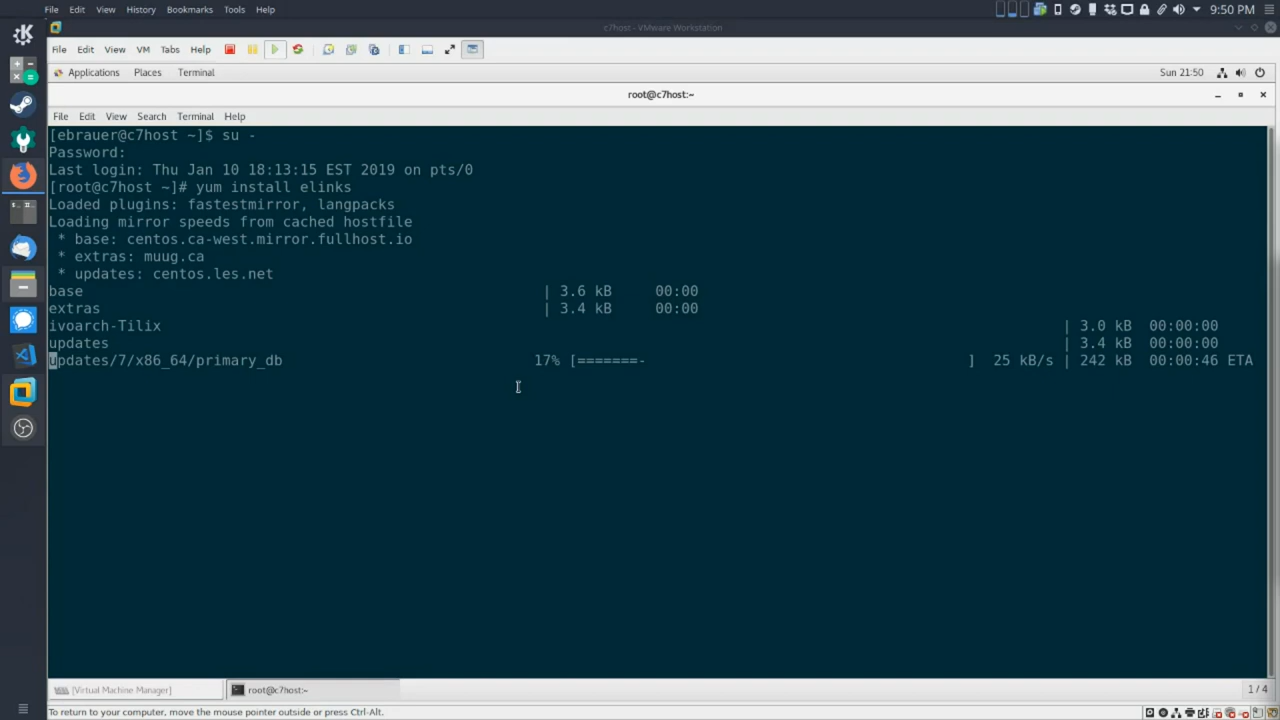 File Edit View History Bookmarks Tools Help 9:50 PM
c7host - VMware Workstation
File Edit View VM Tabs Help
Applications Places Terminal Sun 21:50
root@c7host:~
File Edit View Search Terminal Help
[ebrauer@c7host ~]$ su -
Password:
Last login: Thu Jan 10 18:13:15 EST 2019 on pts/0
[root@c7host ~]# yum install elinks
Loaded plugins: fastestmirror, langpacks
Loading mirror speeds from cached hostfile
* base: centos.ca-west.mirror.fullhost.io
* extras: muug.ca
* updates: centos.les.net
base | 3.6 kB 00:00
extras | 3.4 kB 00:00
ivoarch-Tilix | 3.0 kB 00:00:00
updates | 3.4 kB 00:00:00
updates/7/x86_64/primary_db 17% [=======- ] 25 kB/s | 242 kB 00:00:46 ETA
[Virtual Machine Manager] root@c7host:~ 1 / 4
To return to your computer, move the mouse pointer outside or press Ctrl-Alt.